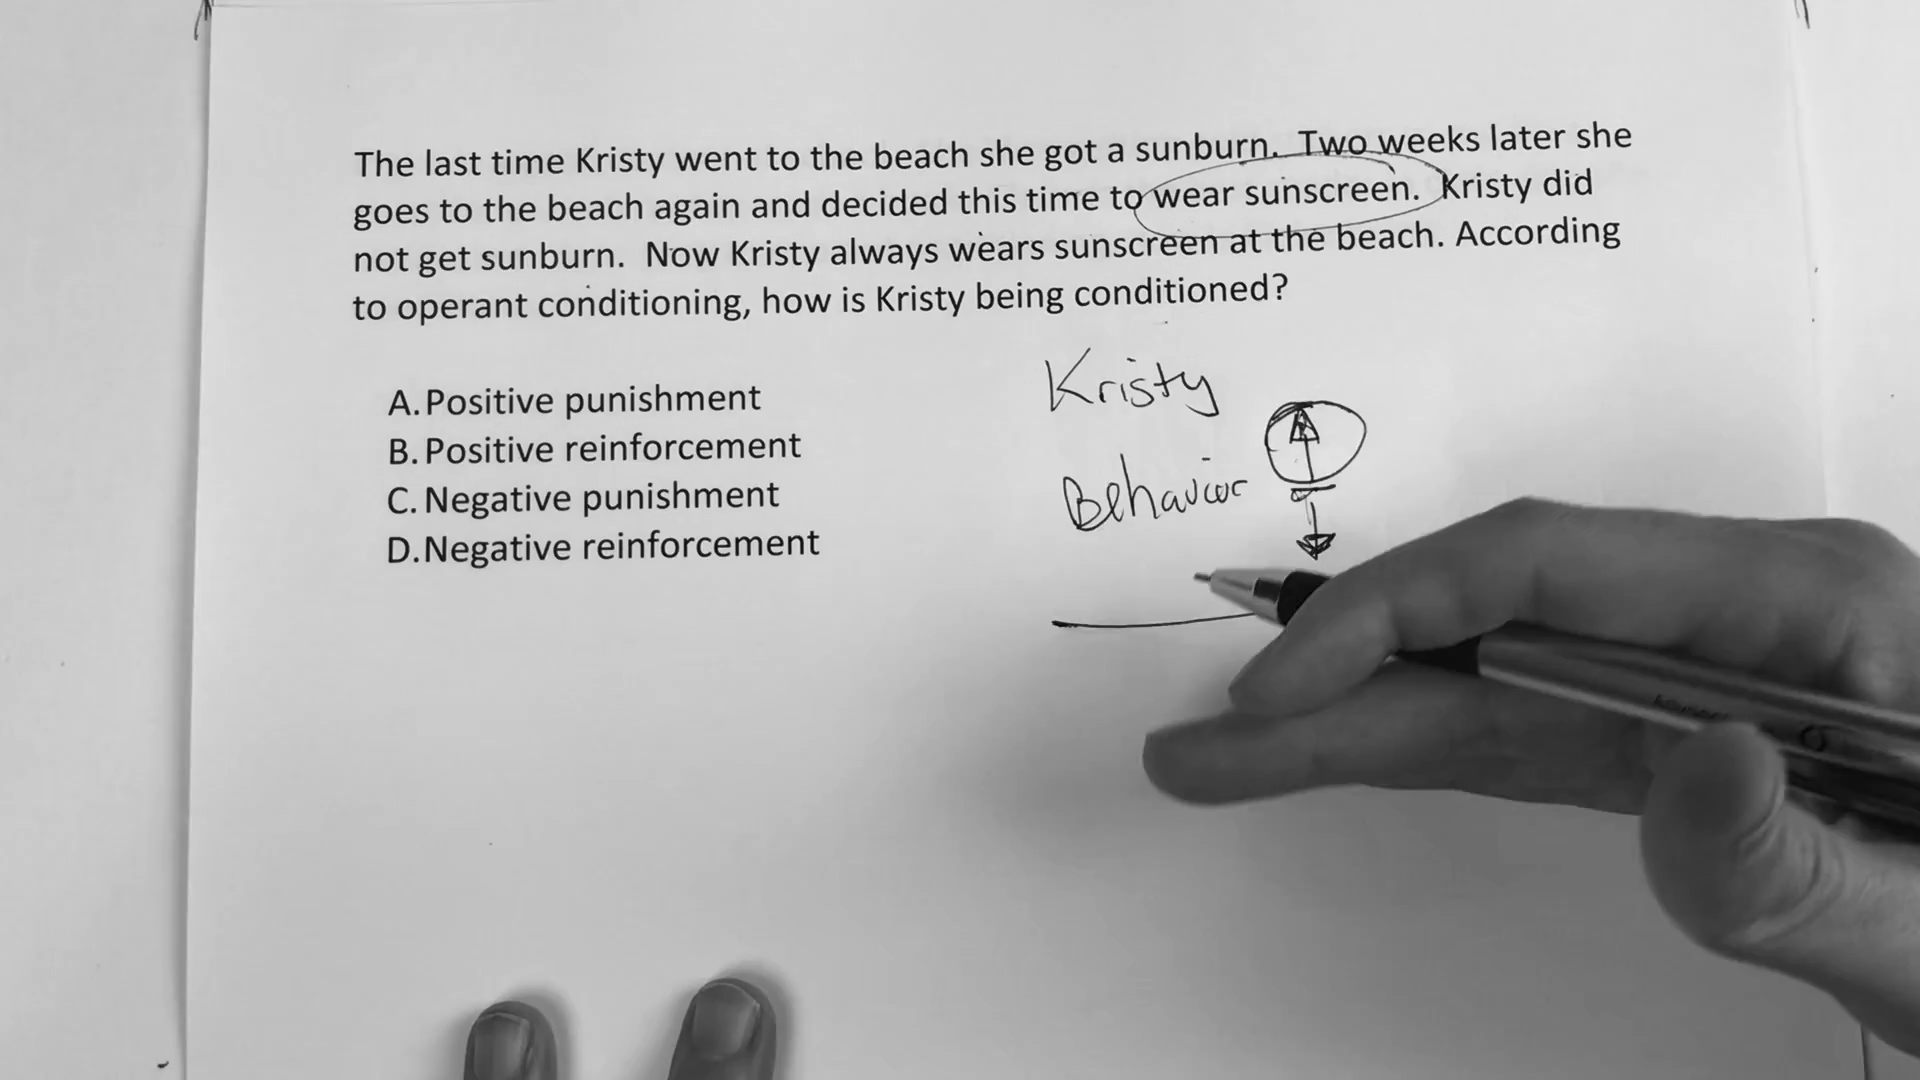 The last time Kristy went to the beach she got a sunburn. Two weeks later she
goes to the beach again and decided this time to wear sunscreen. Kristy did
not get sunburn. Now Kristy always wears sunscreen at the beach. According
to operant conditioning, how is Kristy being conditioned?
A. Positive punishment
B. Positive reinforcement
C. Negative punishment
D. Negative reinforcement
Kristy
Behavior